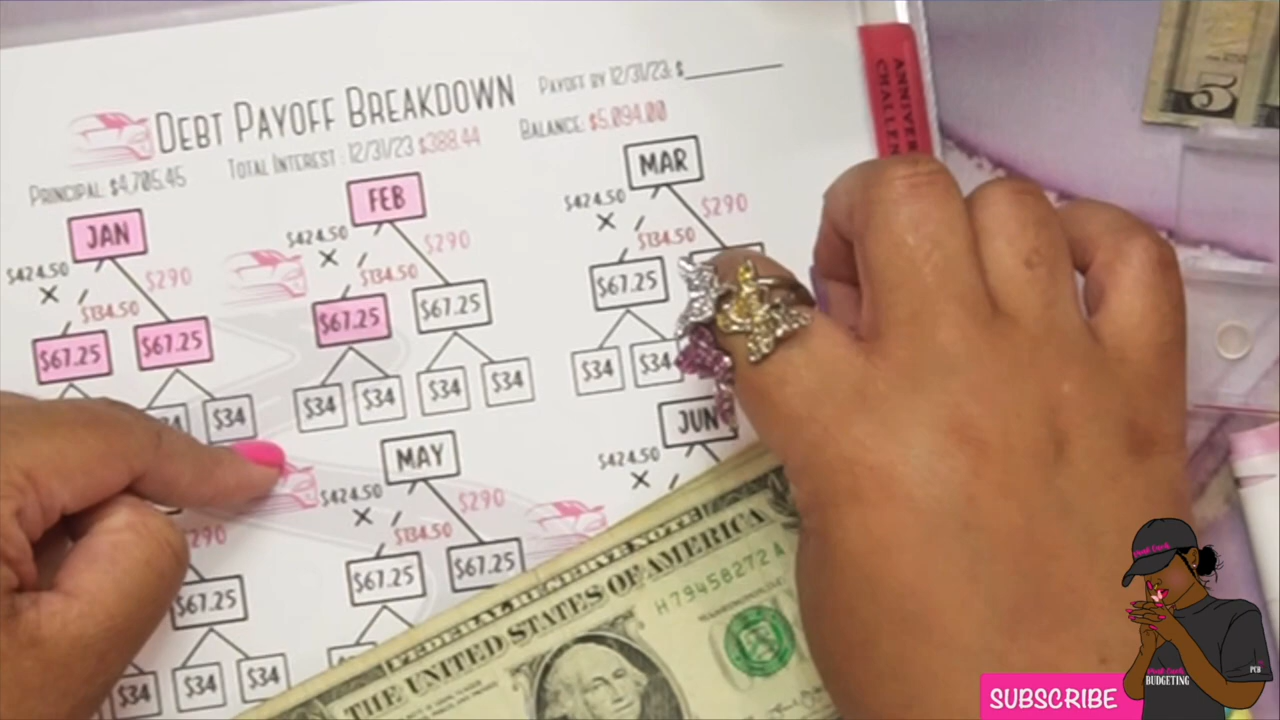 DEBT PAYOFF BREAKDOWN
PAYOFF BY 12/31/23: $
PRINCIPAL: $4,705.45
TOTAL INTEREST : 12/31/23 $388.44
BALANCE: $5,094.00
JAN
$424.50
$290
$134.50
$67.25
$67.25
$34
FEB
$424.50
$290
$134.50
$67.25
$67.25
$34
$34
$34
$34
MAR
$424.50
$290
$134.50
$67.25
$34
$34
$290
$67.25
$34
$34
$34
MAY
$424.50
$290
$134.50
$67.25
$67.25
JUN
$424.50
FEDERAL RESERVE NOTE
THE UNITED STATES OF AMERICA
H79458272A
5
SUBSCRIBE
BUDGETING
PCB